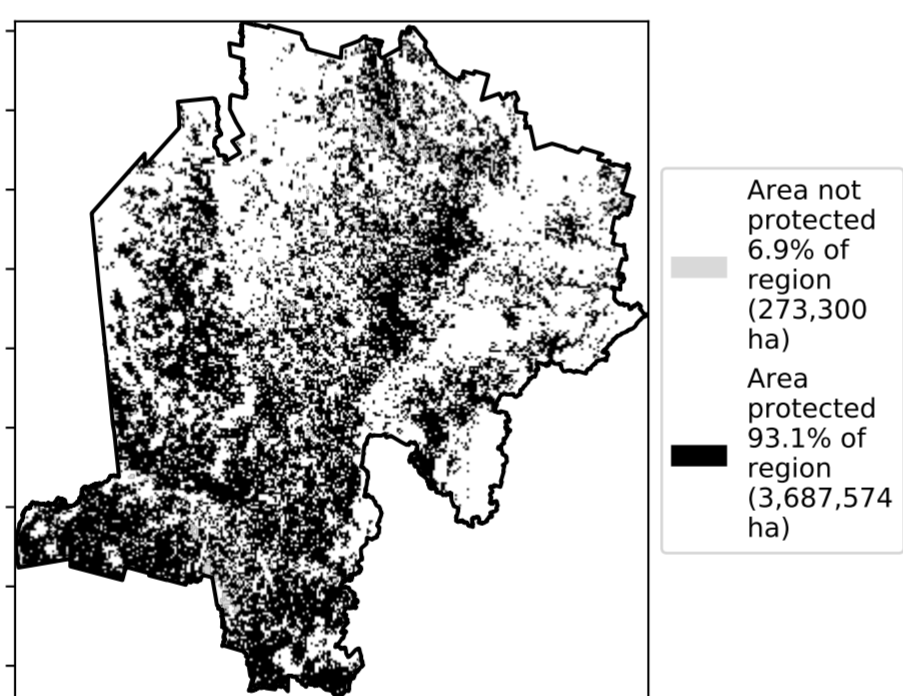 Area not
protected
6.9% of
region
(273,300
ha)
Area
protected
93.1% of
region
(3,687,574
ha)